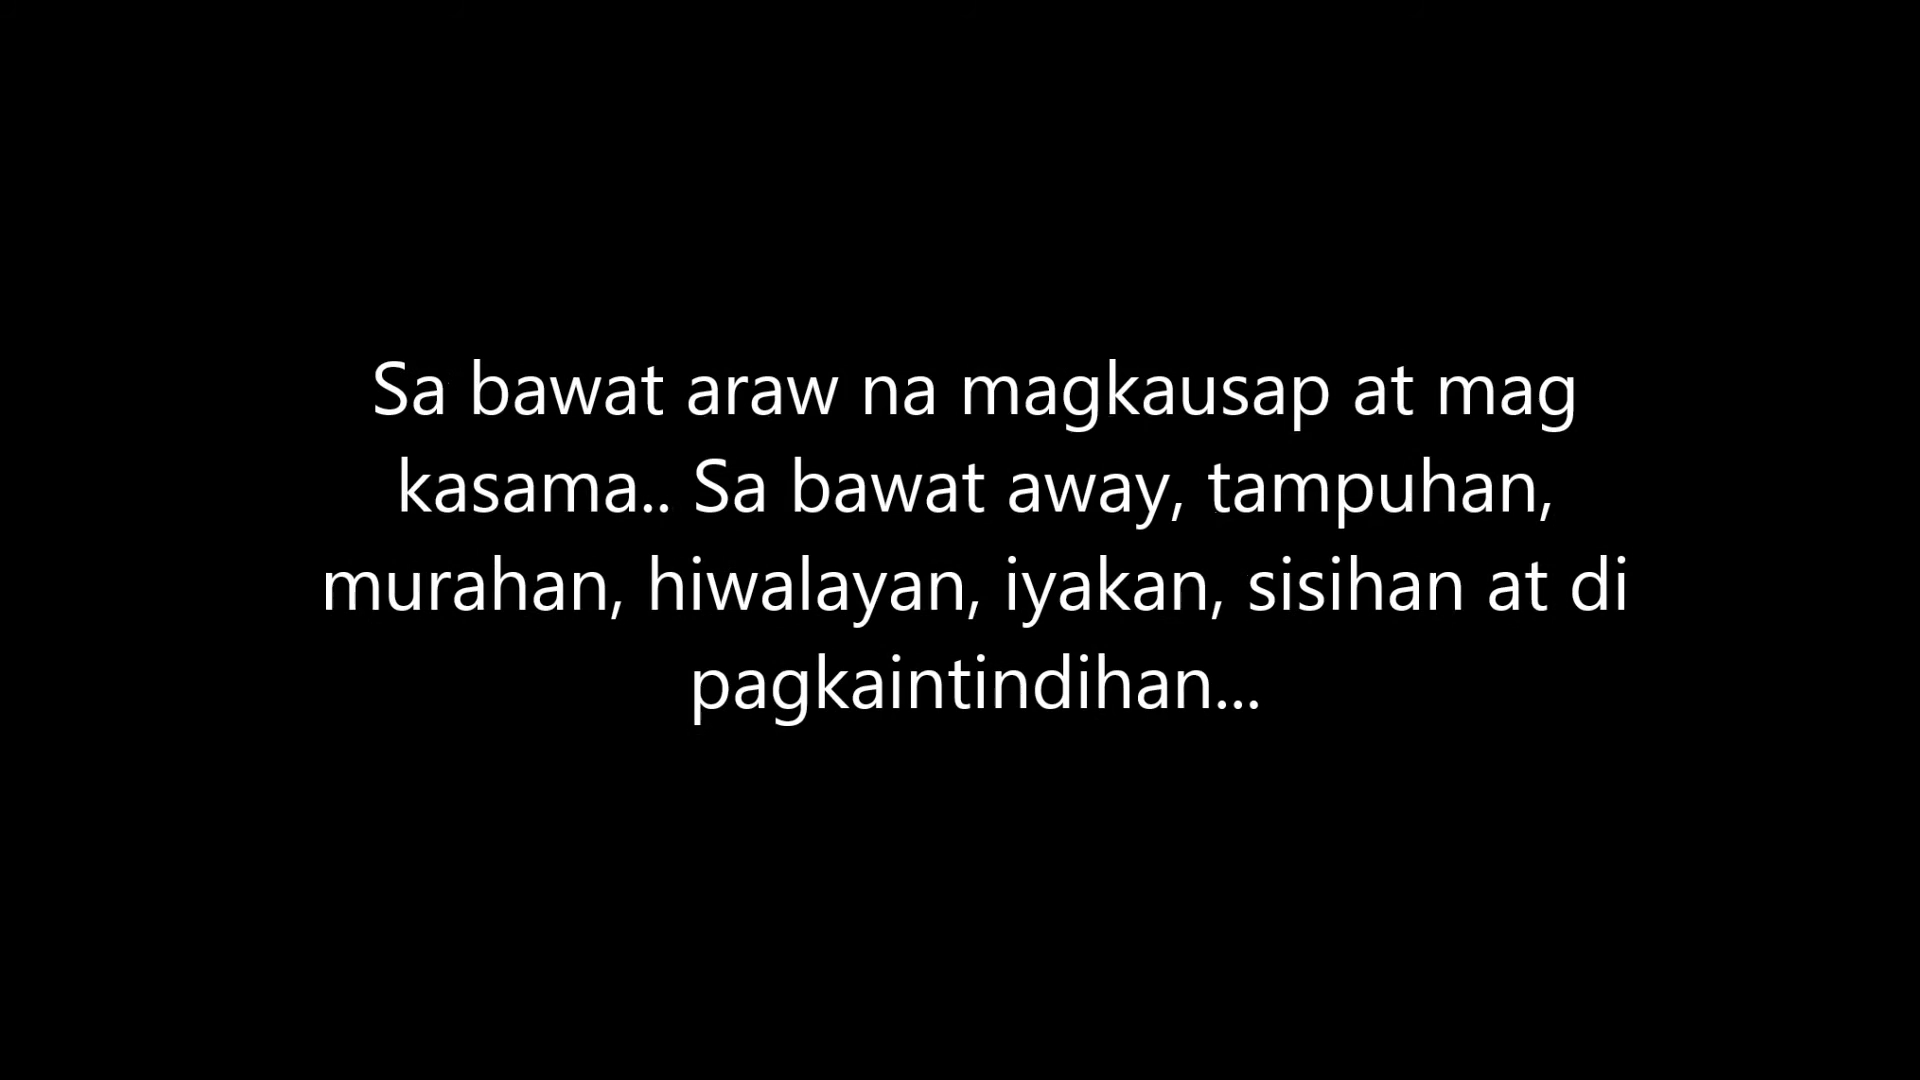 Sa bawat araw na magkausap at mag
kasama.. Sa bawat away, tampuhan,
murahan, hiwalayan, iyakan, sisihan at di
pagkaintindihan...